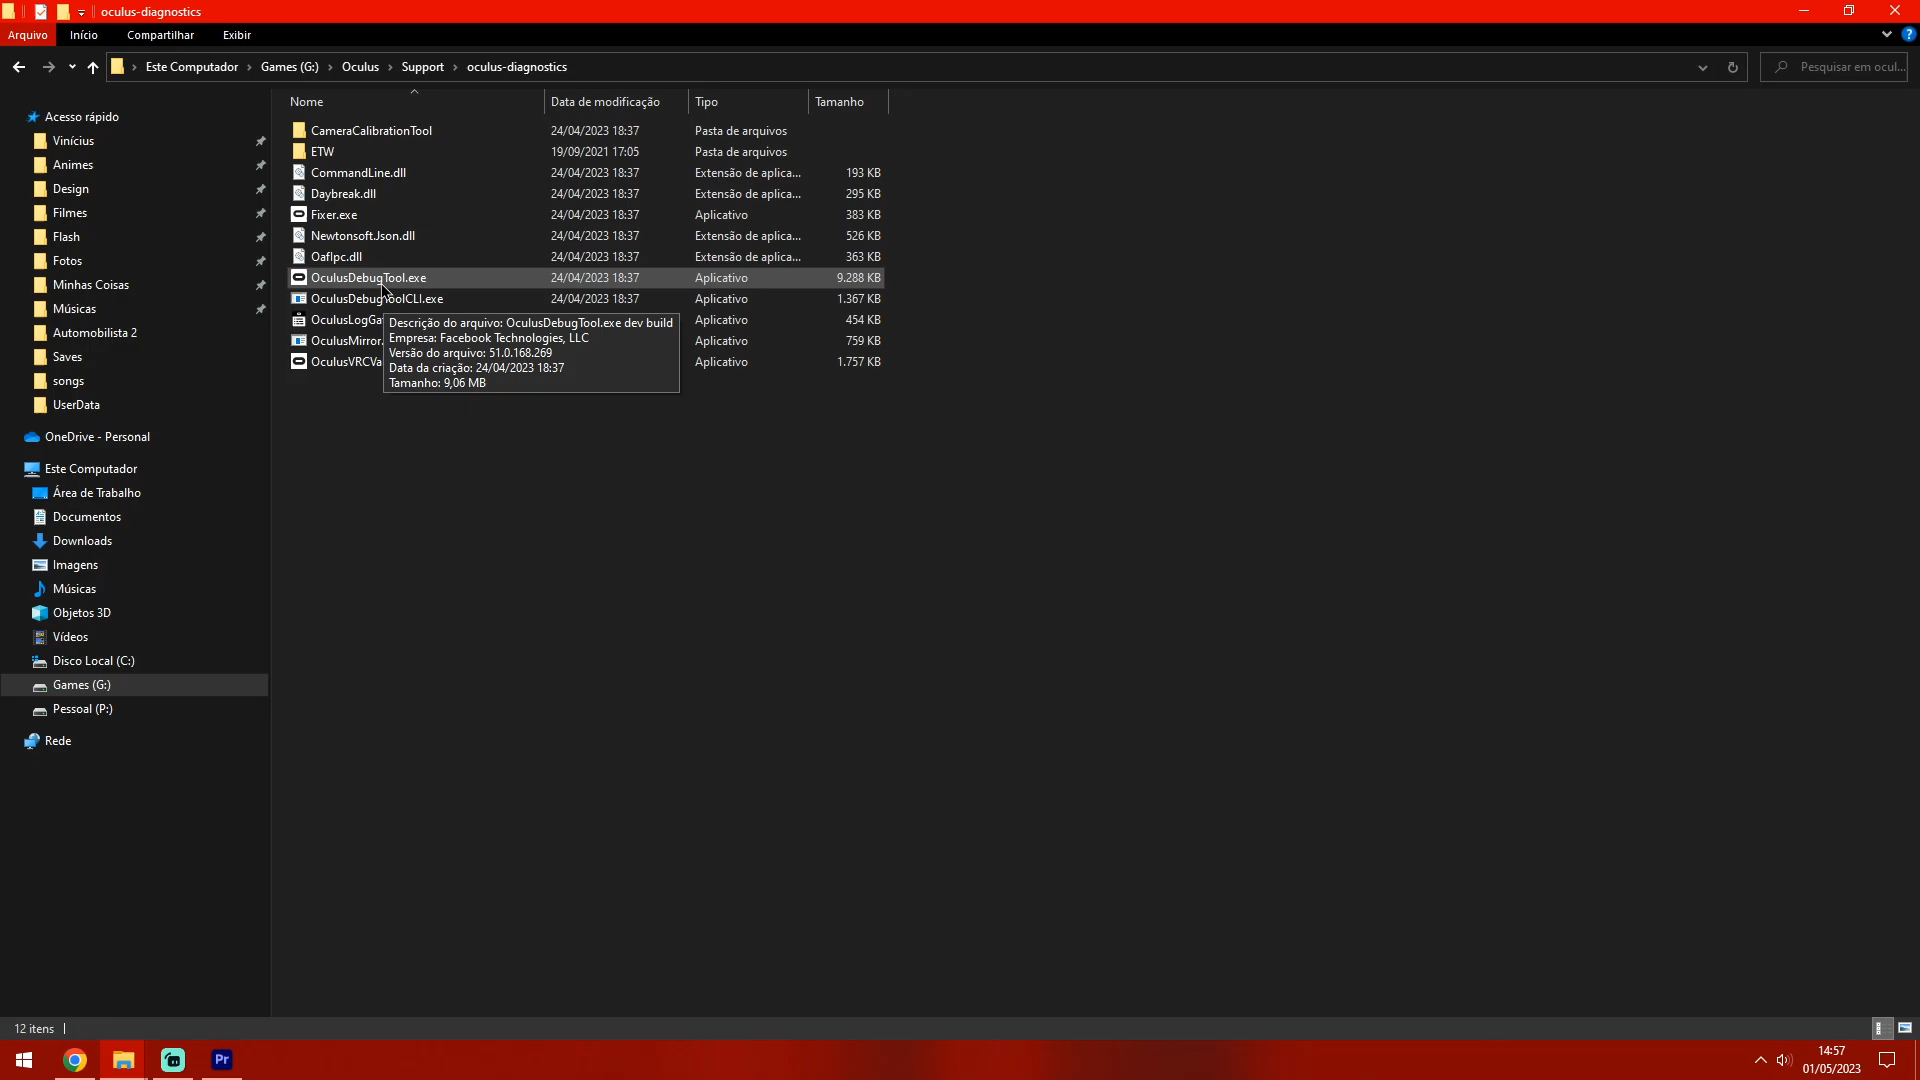 oculus-diagnostics
Arquivo Início Compartilhar Exibir
Este Computador Games (G:) Oculus Support oculus-diagnostics
Pesquisar em ocul...
Nome Data de modificação Tipo Tamanho
CameraCalibrationTool 24/04/2023 18:37 Pasta de arquivos
ETW 19/09/2021 17:05 Pasta de arquivos
CommandLine.dll 24/04/2023 18:37 Extensão de aplica... 193 KB
Daybreak.dll 24/04/2023 18:37 Extensão de aplica... 295 KB
Fixer.exe 24/04/2023 18:37 Aplicativo 383 KB
Newtonsoft.Json.dll 24/04/2023 18:37 Extensão de aplica... 526 KB
OafIpc.dll 24/04/2023 18:37 Extensão de aplica... 363 KB
OculusDebugTool.exe 24/04/2023 18:37 Aplicativo 9.288 KB
OculusDebugToolCLI.exe 24/04/2023 18:37 Aplicativo 1.367 KB
OculusLogGa Aplicativo 454 KB
OculusMirror. Aplicativo 759 KB
OculusVRCVa Aplicativo 1.757 KB
Descrição do arquivo: OculusDebugTool.exe dev build
Empresa: Facebook Technologies, LLC
Versão do arquivo: 51.0.168.269
Data da criação: 24/04/2023 18:37
Tamanho: 9,06 MB
Acesso rápido
Vinícius
Animes
Design
Filmes
Flash
Fotos
Minhas Coisas
Músicas
Automobilista 2
Saves
songs
UserData
OneDrive - Personal
Este Computador
Área de Trabalho
Documentos
Downloads
Imagens
Músicas
Objetos 3D
Vídeos
Disco Local (C:)
Games (G:)
Pessoal (P:)
Rede
12 itens
Pr
14:57
01/05/2023